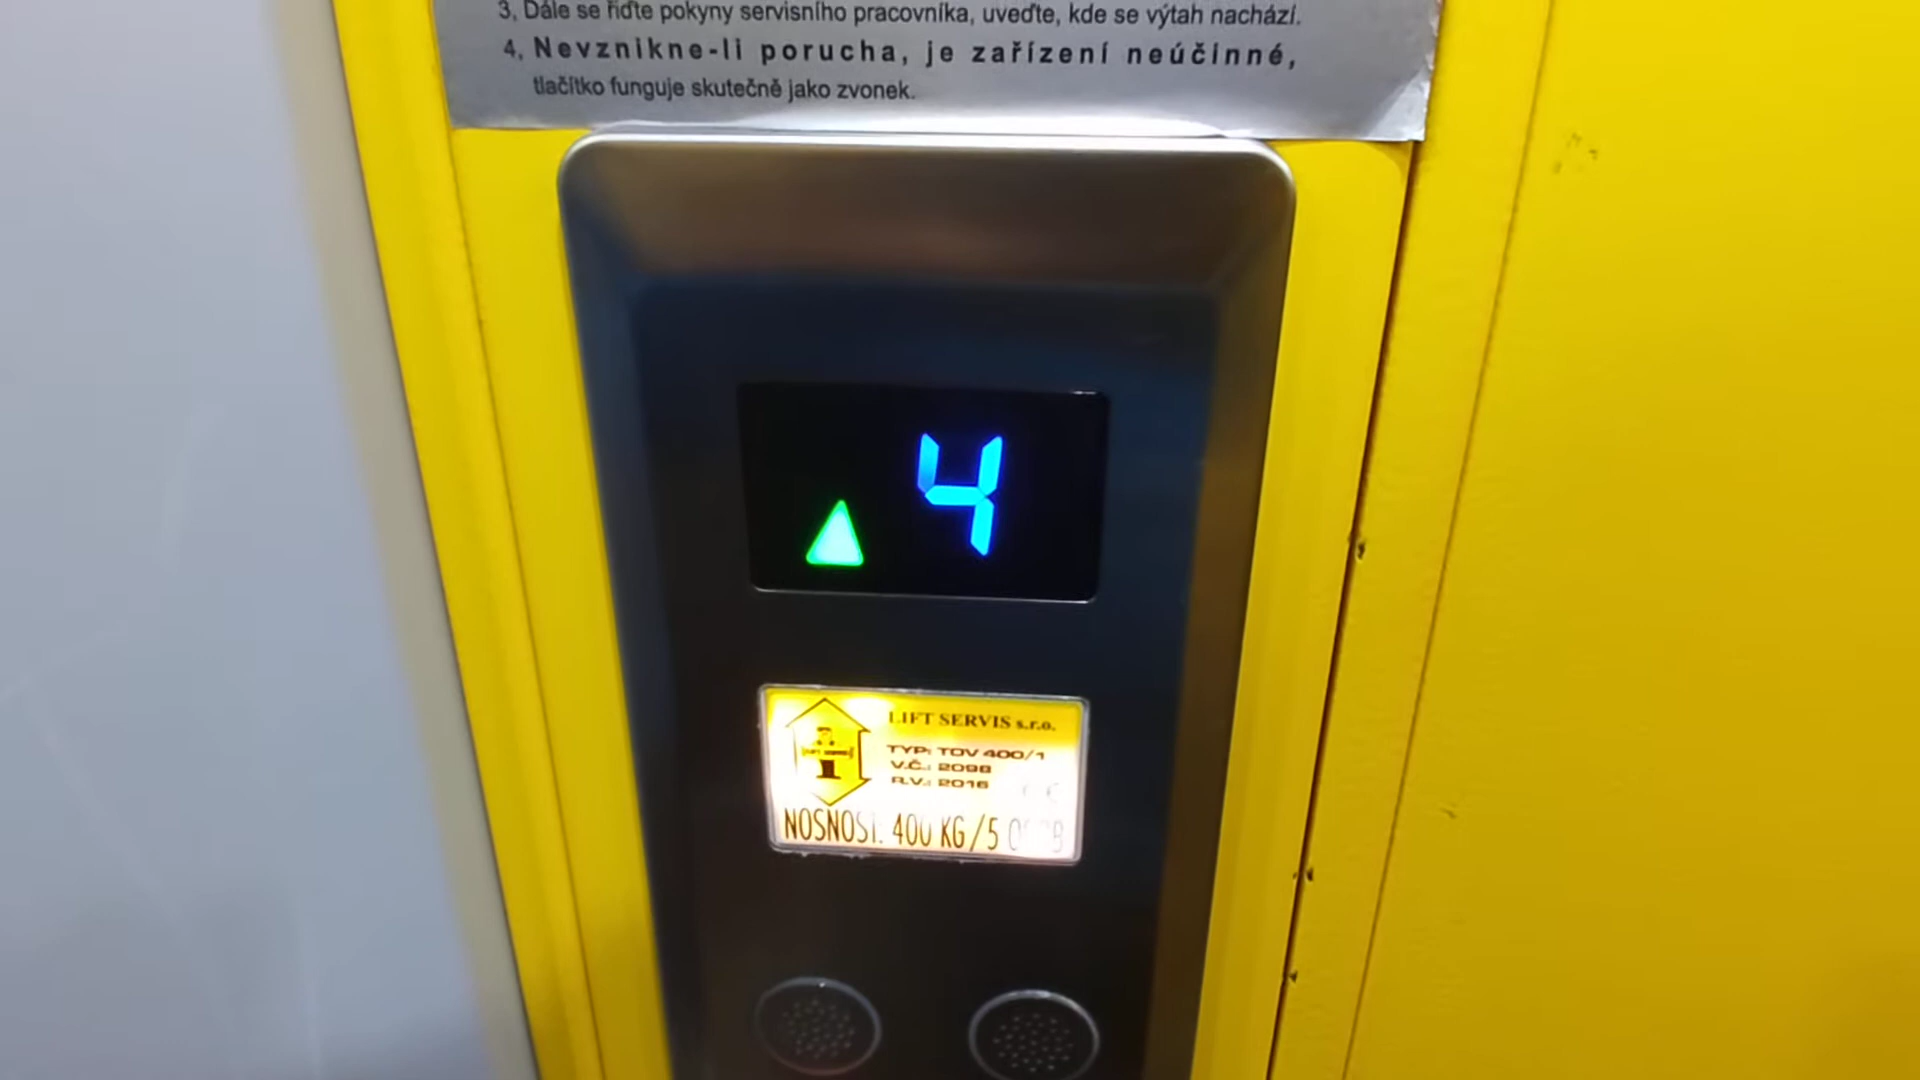 3, Dále se řiďte pokyny servisního pracovníka, uveďte, kde se výtah nachází.
4, Nevznikne-li porucha, je zařízení neúčinné,
tlačítko funguje skutečně jako zvonek.
4
LIFT SERVIS s.r.o.
TYP: TOV 400/1
V.Č.: 2098
R.V.: 2016
NOSNOST. 400 KG/5